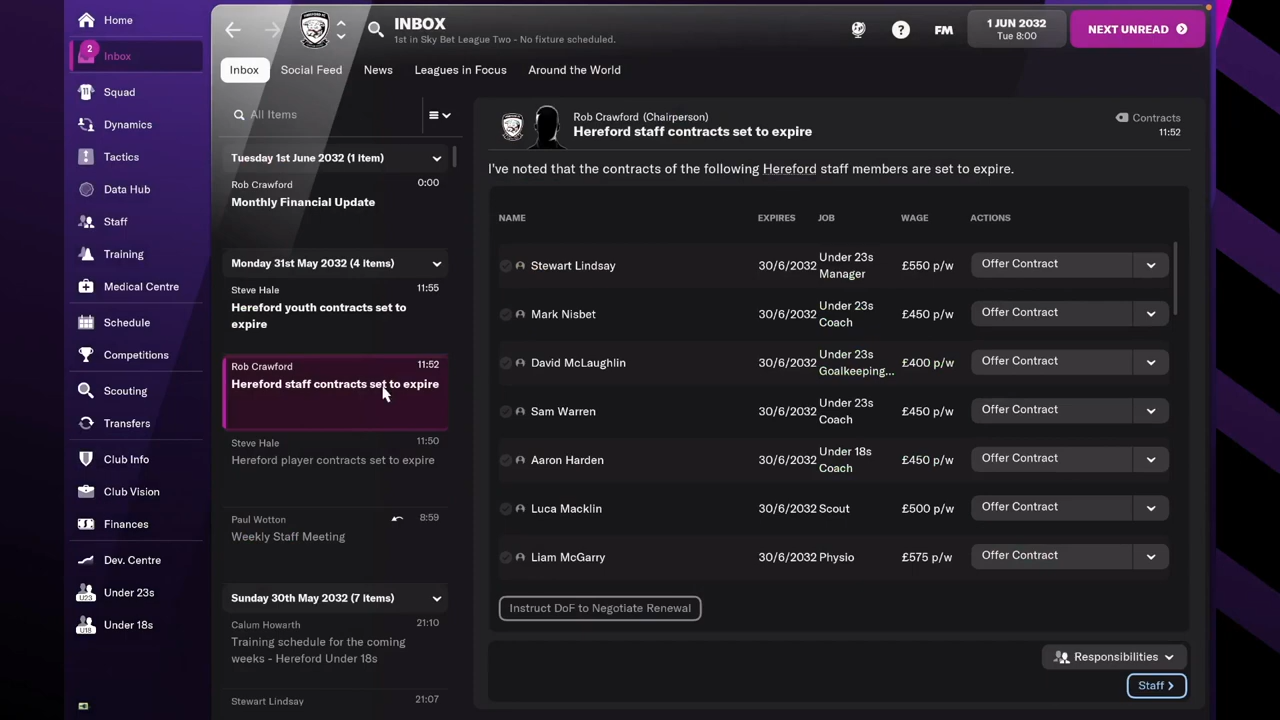 Home
2
Inbox
Squad
Dynamics
Tactics
Data Hub
Staff
Training
Medical Centre
Schedule
Competitions
Scouting
Transfers
Club Info
Club Vision
Finances
Dev. Centre
U23
Under 23s
U18
Under 18s
INBOX
1st in Sky Bet League Two - No fixture scheduled.
?
FM
1 JUN 2032
Tue 8:00
NEXT UNREAD
Inbox
Social Feed
News
Leagues in Focus
Around the World
All Items
Tuesday 1st June 2032 (1 Item)
Rob Crawford
0:00
Monthly Financial Update
Monday 31st May 2032 (4 Items)
Steve Hale
11:55
Hereford youth contracts set to
expire
Rob Crawford
11:52
Hereford staff contracts set to expire
Steve Hale
11:50
Hereford player contracts set to expire
Paul Wotton
8:59
Weekly Staff Meeting
Sunday 30th May 2032 (7 Items)
Calum Howarth
21:10
Training schedule for the coming
weeks - Hereford Under 18s
Stewart Lindsay
21:07
Rob Crawford (Chairperson)
Hereford staff contracts set to expire
Contracts
11:52
I've noted that the contracts of the following Hereford staff members are set to expire.
NAME EXPIRES JOB WAGE ACTIONS
Stewart Lindsay 30/6/2032 Under 23s Manager £550 p/w Offer Contract
Mark Nisbet 30/6/2032 Under 23s Coach £450 p/w Offer Contract
David McLaughlin 30/6/2032 Under 23s Goalkeeping... £400 p/w Offer Contract
Sam Warren 30/6/2032 Under 23s Coach £450 p/w Offer Contract
Aaron Harden 30/6/2032 Under 18s Coach £450 p/w Offer Contract
Luca Macklin 30/6/2032 Scout £500 p/w Offer Contract
Liam McGarry 30/6/2032 Physio £575 p/w Offer Contract
Instruct DoF to Negotiate Renewal
Responsibilities
Staff